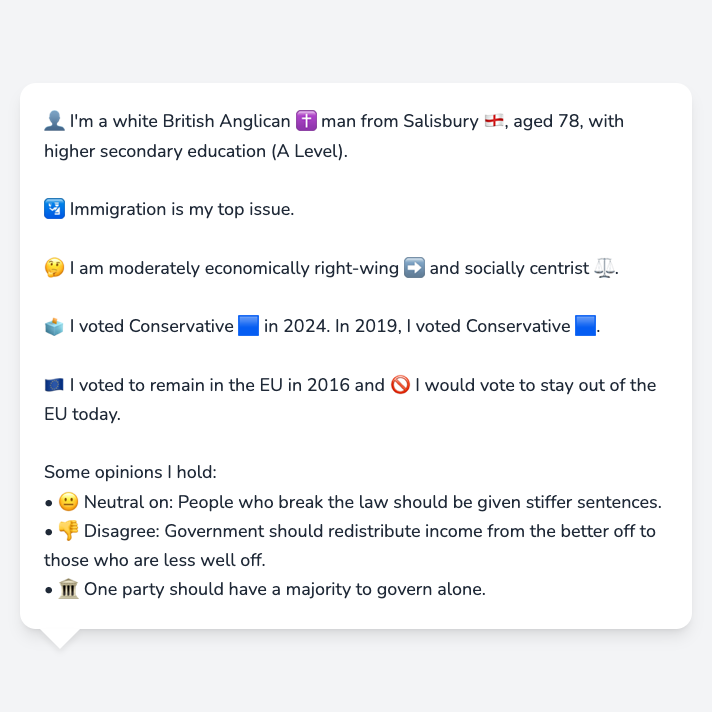 👤 I'm a white British Anglican ✝️ man from Salisbury 🏴󠁧󠁢󠁥󠁮󠁧󠁿, aged 78, with
higher secondary education (A Level).
🛂 Immigration is my top issue.
🤔 I am moderately economically right-wing ➡️ and socially centrist ⚖️.
🗳️ I voted Conservative 🟦 in 2024. In 2019, I voted Conservative 🟦.
🇪🇺 I voted to remain in the EU in 2016 and 🚫 I would vote to stay out of the
EU today.
Some opinions I hold:
• 😐 Neutral on: People who break the law should be given stiffer sentences.
• 👎 Disagree: Government should redistribute income from the better off to
those who are less well off.
• 🏛️ One party should have a majority to govern alone.